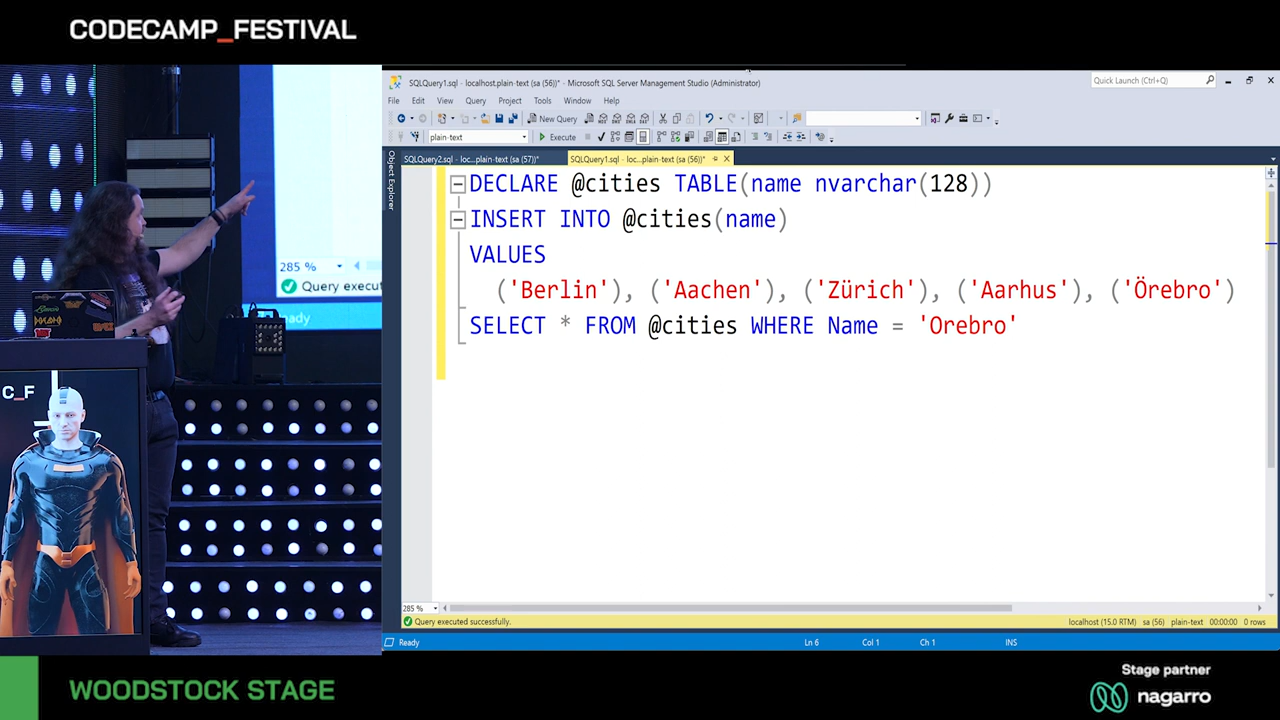 CODECAMP_FESTIVAL
SQLQuery1.sql - localhost.plain-text (sa (56))* - Microsoft SQL Server Management Studio (Administrator)
Quick Launch (Ctrl+Q)
File Edit View Query Project Tools Window Help
New Query
plain-text
Execute
Object Explorer
SQLQuery2.sql - loc...plain-text (sa (57))*
SQLQuery1.sql - loc...plain-text (sa (56))*
DECLARE @cities TABLE(name nvarchar(128))
INSERT INTO @cities(name)
VALUES
('Berlin'), ('Aachen'), ('Zürich'), ('Aarhus'), ('Örebro')
SELECT * FROM @cities WHERE Name = 'Orebro'
285 %
Query executed successfully.
localhost (15.0 RTM) sa (56) plain-text 00:00:00 0 rows
Ready
Ln 6 Col 1 Ch 1 INS
285 %
Query execut
eady
C_F
WOODSTOCK STAGE
Stage partner
nagarro